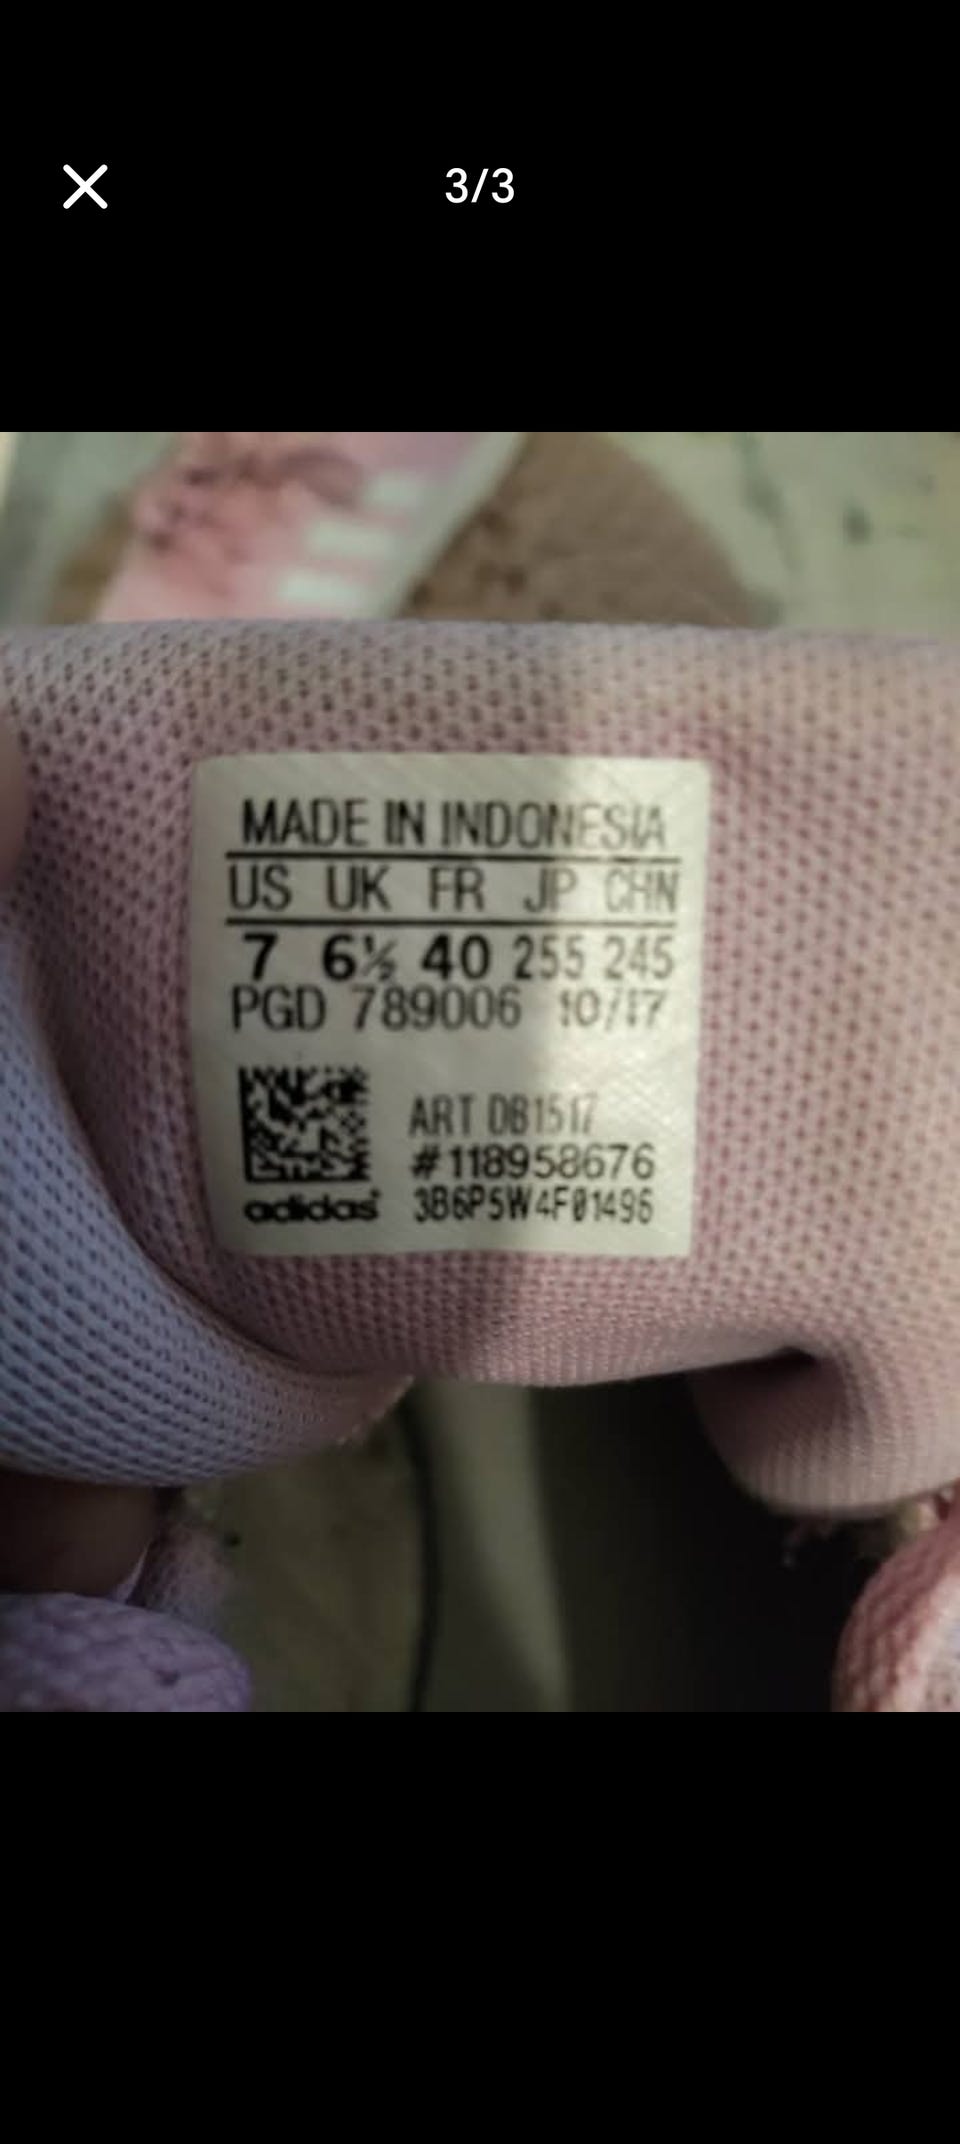 3/3
MADE IN INDONESIA
US UK FR JP CHN
7 6½ 40 255 245
PGD 789006 10/17
ART DB1517
#118958676
adidas 3B6P5W4F01496